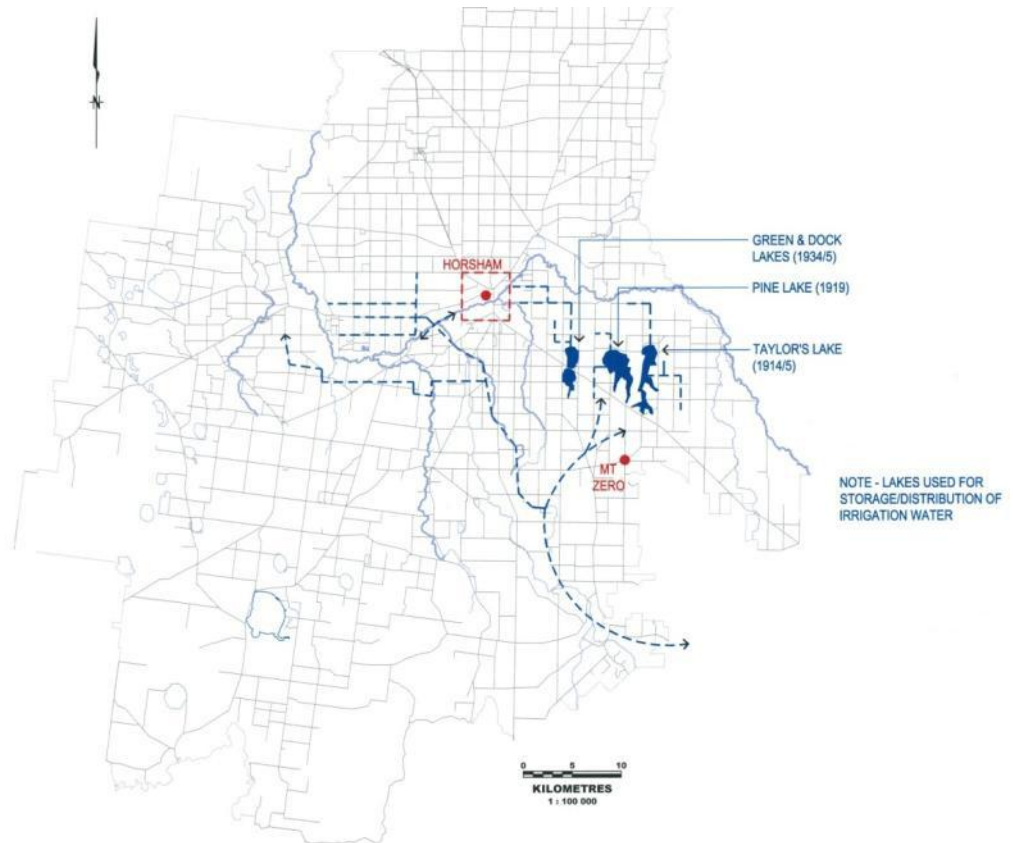 N
HORSHAM
GREEN & DOCK
LAKES (1934/5)
PINE LAKE (1919)
TAYLOR'S LAKE
(1914/5)
MT
ZERO
NOTE - LAKES USED FOR
STORAGE/DISTRIBUTION OF
IRRIGATION WATER
0 5 10
KILOMETRES
1 : 100 000